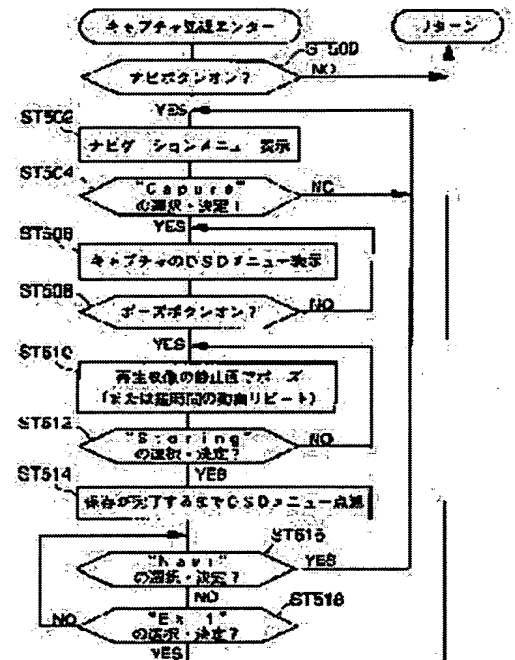 キャプチャ処理エンター
リターン
ST500
ナビボタンオン?
NO
YES
ST502
ナビゲーションメニュー 表示
ST504
"Capure"
の選択・決定!
NO
YES
キャプチャのOSDメニュー表示
ST508
ポーズボタンオン?
NO
YES
ST510
再生映像の静止画でポーズ
(または短時間の動画リピート)
ST512
"Storing"
の選択・決定?
NO
YES
ST514
保存が完了するまでOSDメニュー点滅
"Navi"
の選択・決定?
YES
NO
ST518
の選択・決定?
NO
YES